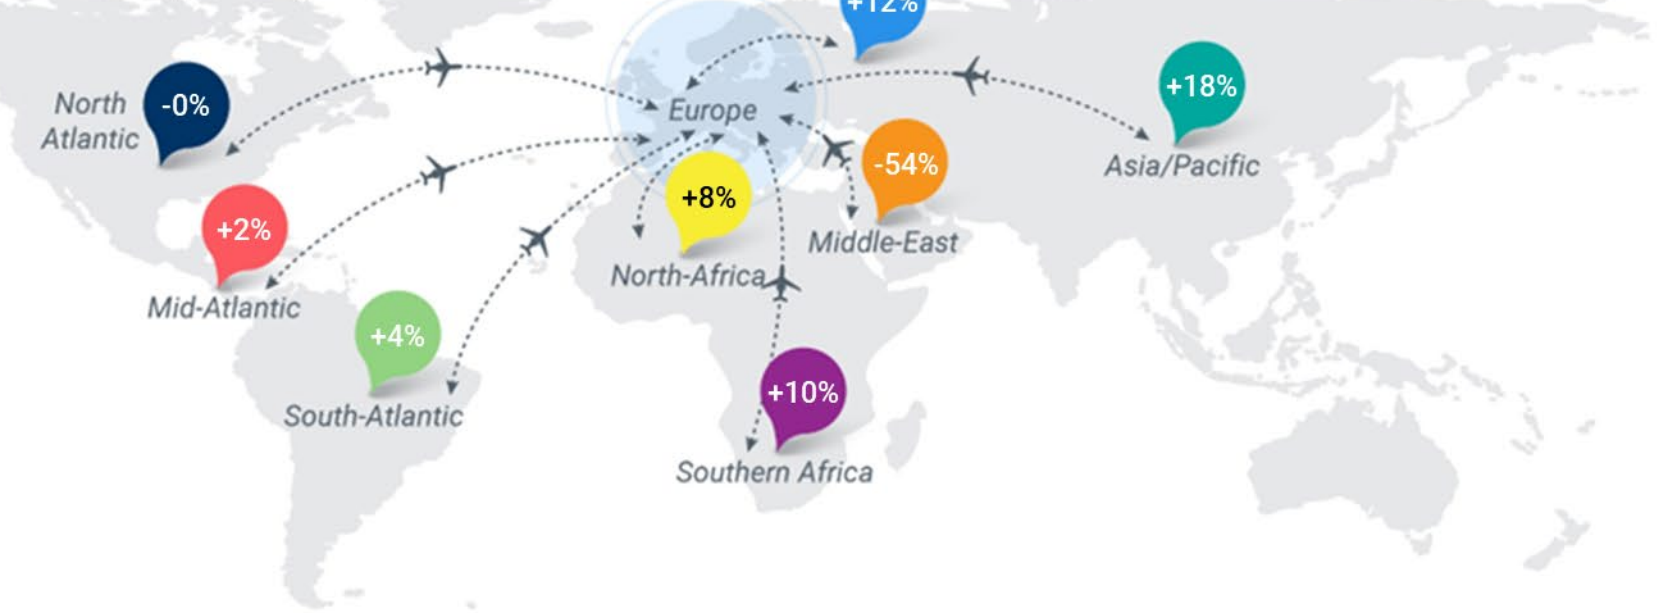 +12%
+18%
North
Atlantic
-0%
Europe
Asia/Pacific
-54%
+8%
+2%
Middle-East
North-Africa
Mid-Atlantic
+4%
+10%
South-Atlantic
Southern Africa